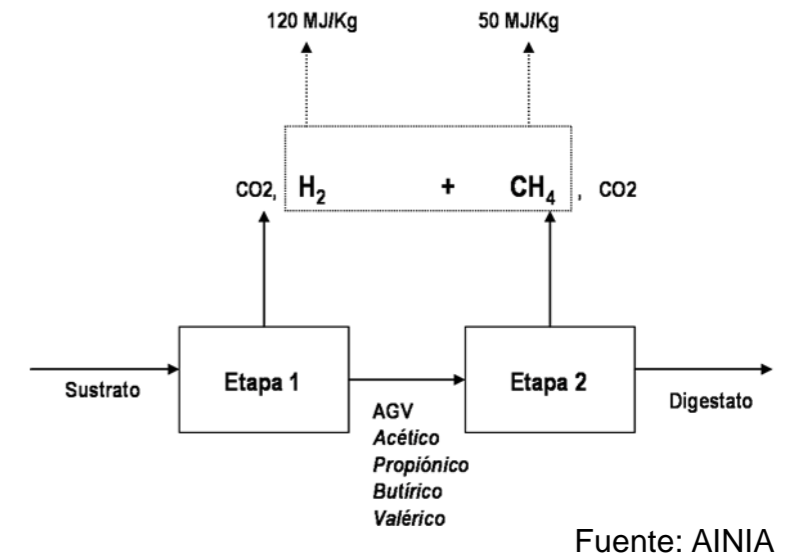 120 MJ/Kg 50 MJ/Kg
CO2, H2 + CH4 , CO2
Sustrato
Etapa 1
Etapa 2
Digestato
AGV
Acético
Propiónico
Butírico
Valérico
Fuente: AINIA